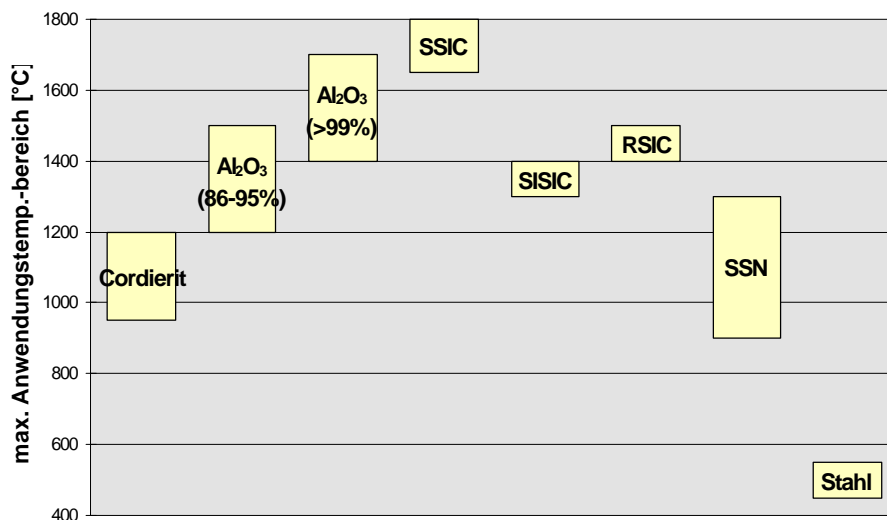 max. Anwendungstemp.-bereich [°C]
1800
1600
1400
1200
1000
800
600
400
Cordierit
Al₂O₃
(86-95%)
Al₂O₃
(>99%)
SSIC
SISIC
RSIC
SSN
Stahl